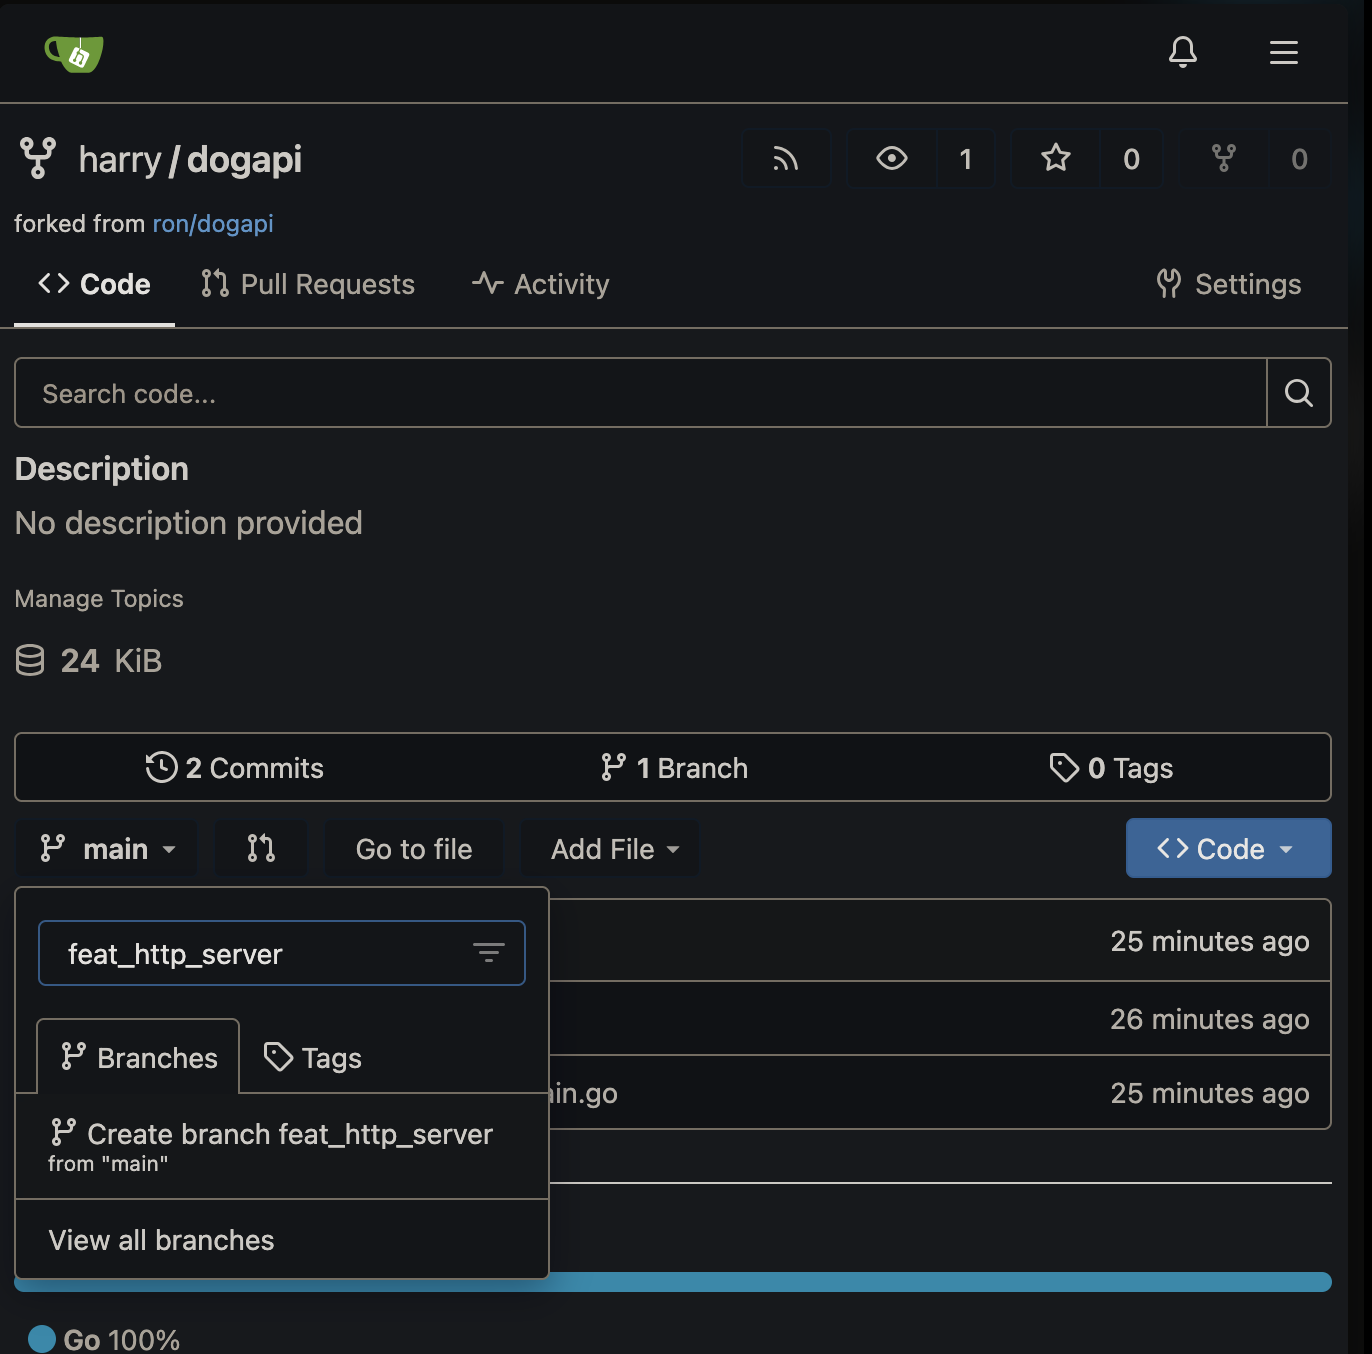 harry / dogapi
1
0
0
forked from ron/dogapi
Code
Pull Requests
Activity
Settings
Search code...
Description
No description provided
Manage Topics
24 KiB
2 Commits
1 Branch
0 Tags
main
Go to file
Add File
Code
feat_http_server
25 minutes ago
26 minutes ago
Branches
Tags
ain.go
25 minutes ago
Create branch feat_http_server
from "main"
View all branches
Go 100%